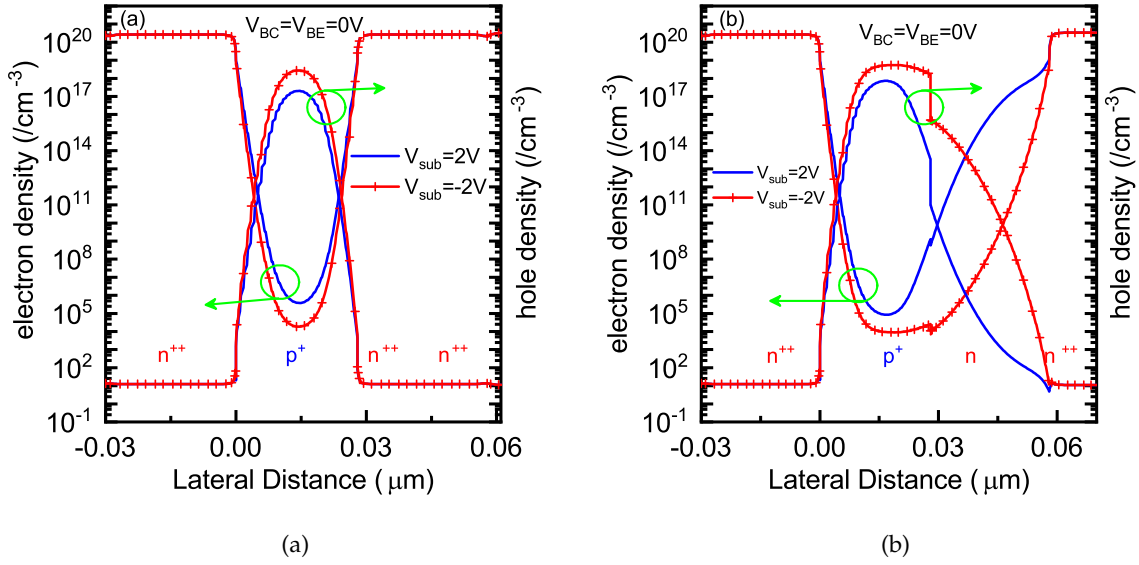 (a)
V_BC=V_BE=0V
10^20
10^17
10^14
10^11
10^8
10^5
10^2
10^-1
electron density (/cm^-3)
hole density (/cm^-3)
V_sub=2V
V_sub=-2V
n^++
p^+
n^++
n^++
-0.03
0.00
0.03
0.06
Lateral Distance ( μm)
(a)
(b)
V_BC=V_BE=0V
10^20
10^17
10^14
10^11
10^8
10^5
10^2
10^-1
electron density (/cm^-3)
hole density (/cm^-3)
V_sub=2V
V_sub=-2V
n^++
p^+
n
n^++
-0.03
0.00
0.03
0.06
Lateral Distance ( μm)
(b)